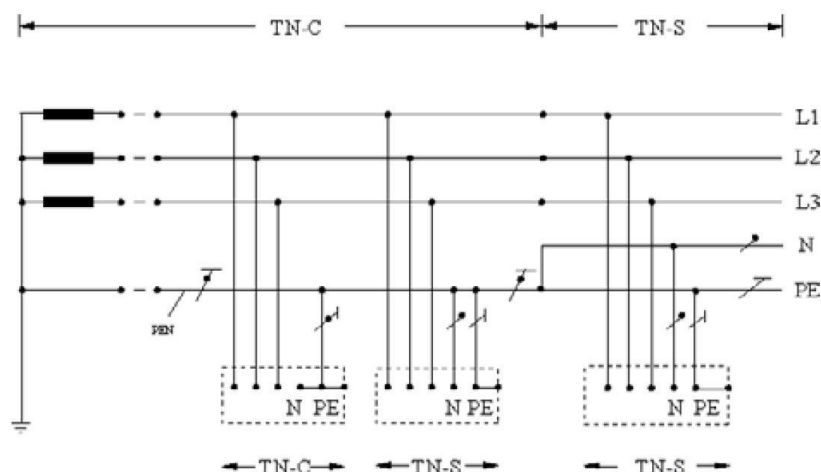 TN-C TN-S
L1
L2
L3
N
PE
PEN
N PE N PE N PE
TN-C TN-S TN-S